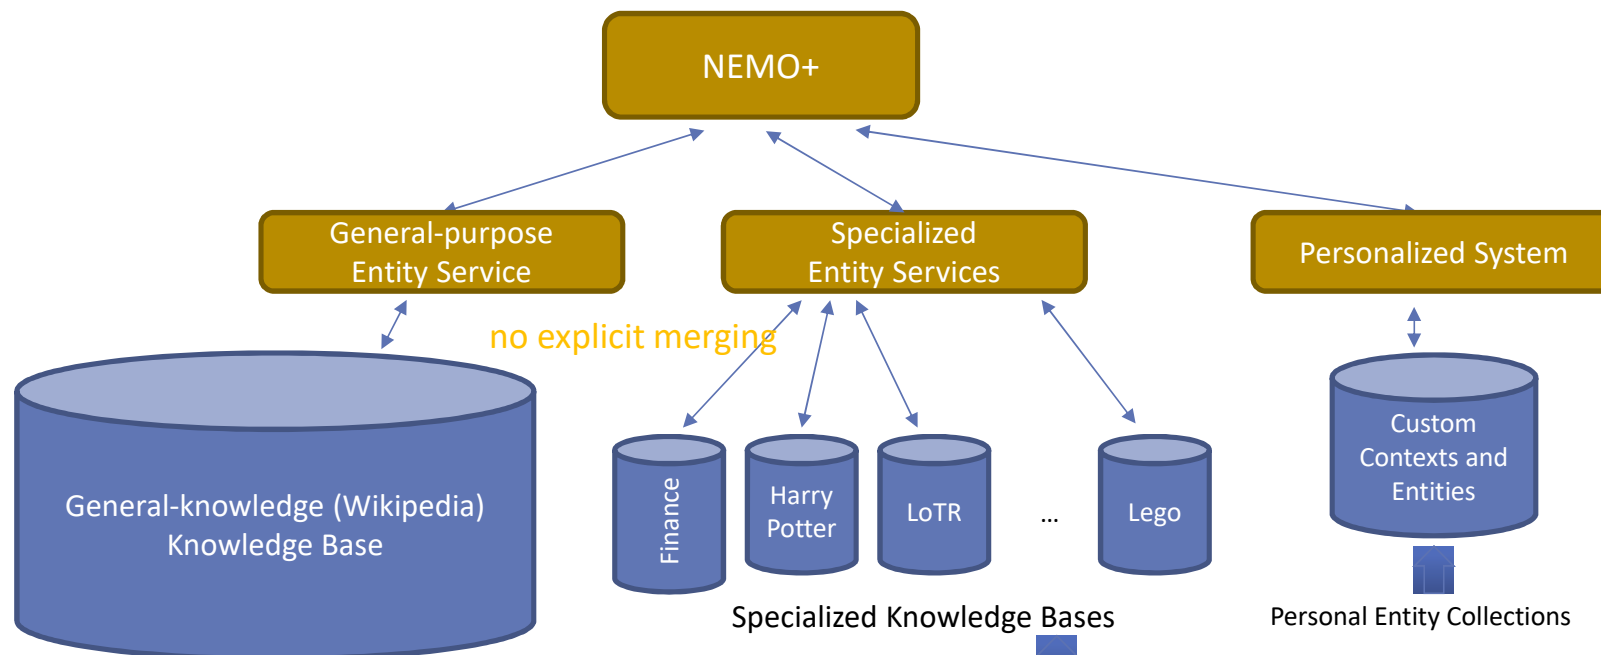 NEMO+
General-purpose
Entity Service
Specialized
Entity Services
Personalized System
no explicit merging
General-knowledge (Wikipedia)
Knowledge Base
Finance
Harry
Potter
LoTR
...
Lego
Custom
Contexts and
Entities
Specialized Knowledge Bases
Personal Entity Collections